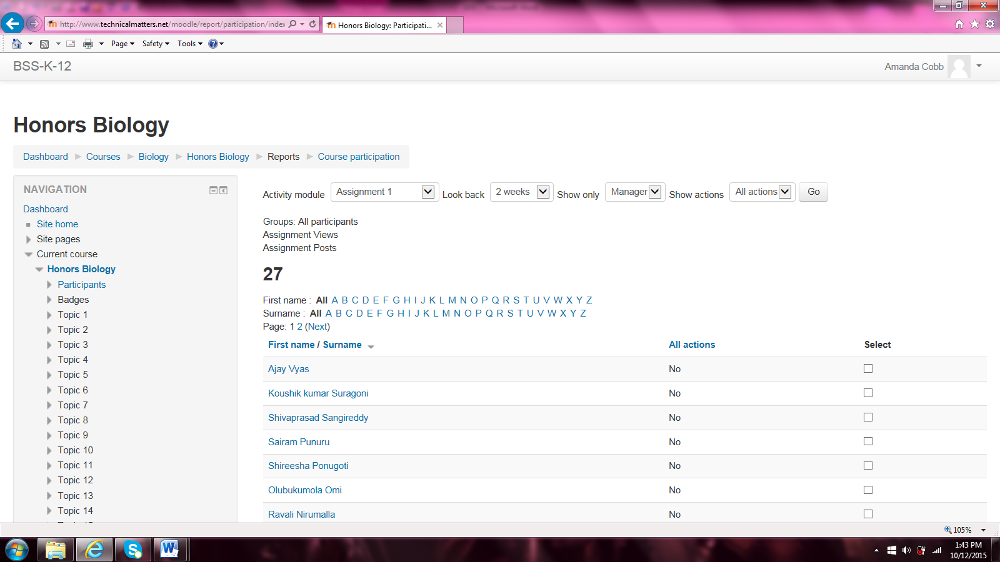 http://www.technicalmatters.net/moodle/report/participation/index
Honors Biology: Participati...
Page
Safety
Tools
BSS-K-12
Amanda Cobb
Honors Biology
Dashboard Courses Biology Honors Biology Reports Course participation
NAVIGATION
Dashboard
Site home
Site pages
Current course
Honors Biology
Participants
Badges
Topic 1
Topic 2
Topic 3
Topic 4
Topic 5
Topic 6
Topic 7
Topic 8
Topic 9
Topic 10
Topic 11
Topic 12
Topic 13
Topic 14
Activity module Assignment 1 Look back 2 weeks Show only Manager Show actions All actions Go
Groups: All participants
Assignment Views
Assignment Posts
27
First name : All A B C D E F G H I J K L M N O P Q R S T U V W X Y Z
Surname : All A B C D E F G H I J K L M N O P Q R S T U V W X Y Z
Page: 1 2 (Next)
First name / Surname All actions Select
Ajay Vyas No
Koushik kumar Suragoni No
Shivaprasad Sangireddy No
Sairam Punuru No
Shireesha Ponugoti No
Olubukumola Omi No
Ravali Nirumalla No
105%
1:43 PM
10/12/2015